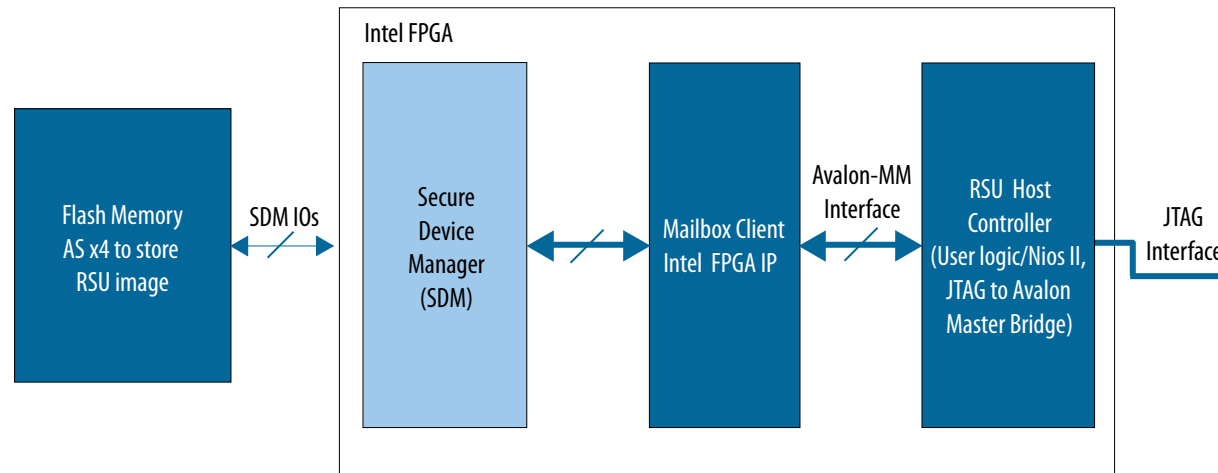 Intel FPGA
Flash Memory
AS x4 to store
RSU image
SDM IOs
Secure
Device
Manager
(SDM)
Mailbox Client
Intel FPGA IP
Avalon-MM
Interface
RSU Host
Controller
(User logic/Nios II,
JTAG to Avalon
Master Bridge)
JTAG
Interface